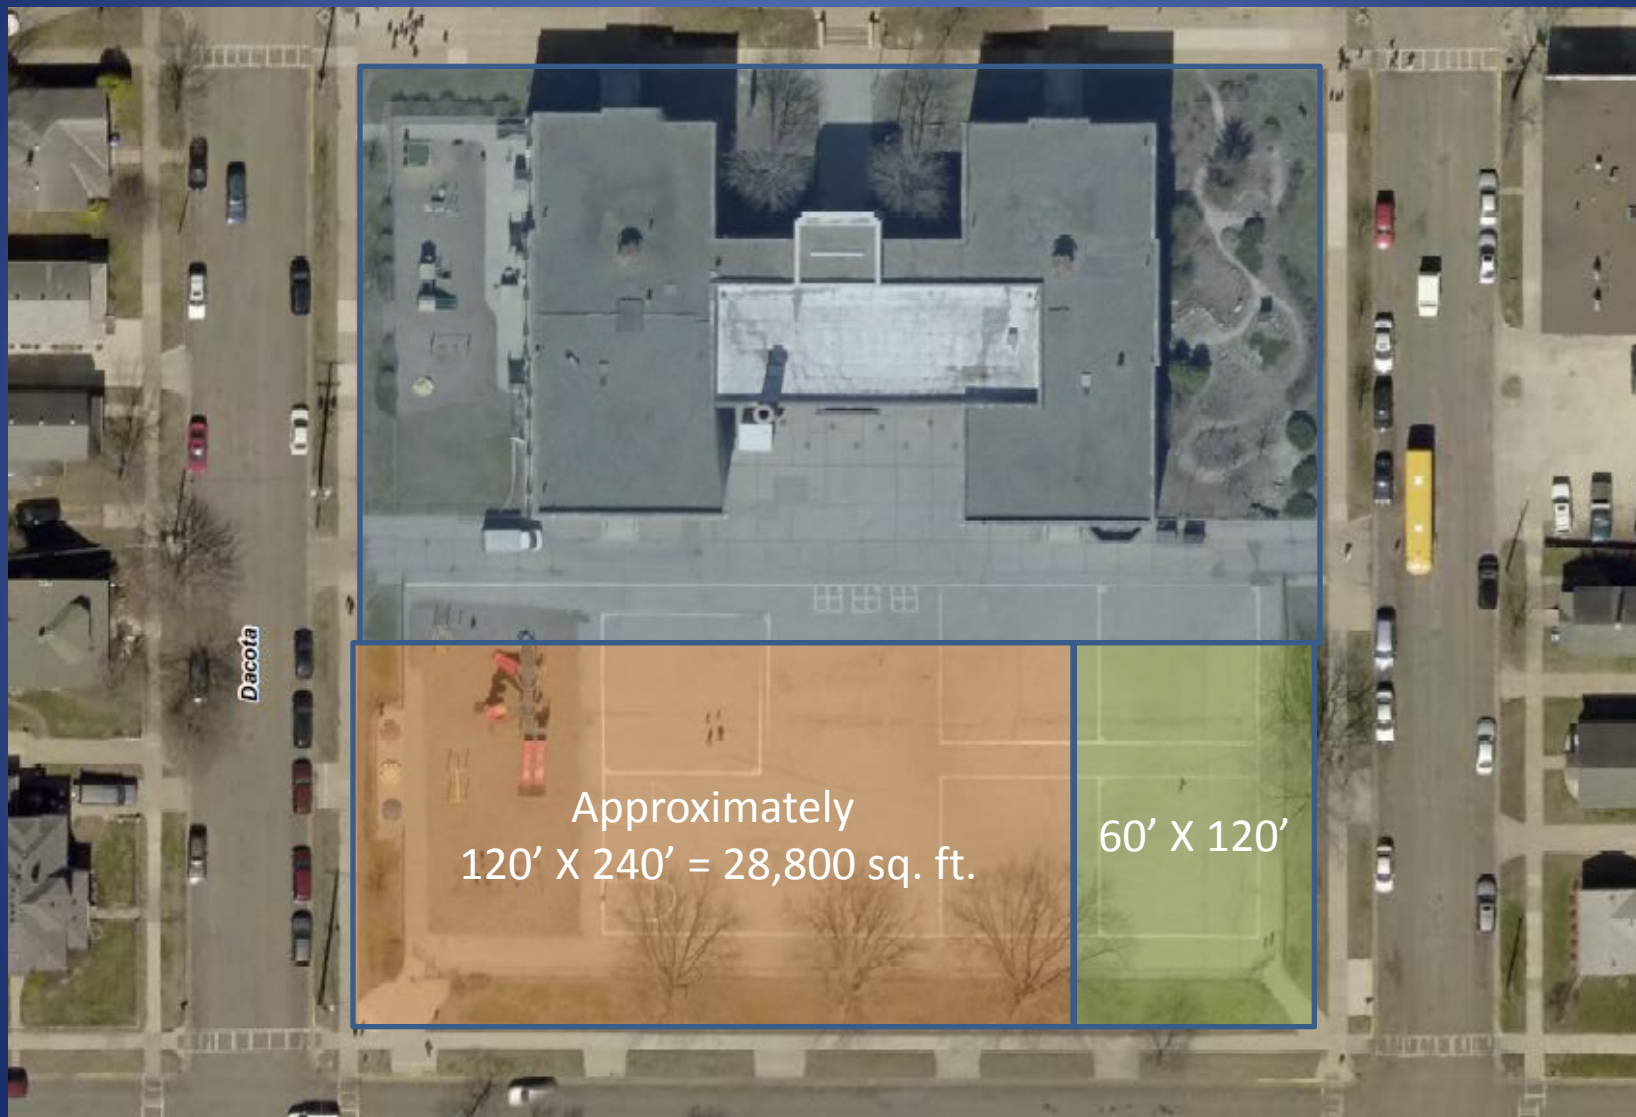 Dacota
Approximately
120’ X 240’ = 28,800 sq. ft.
60’ X 120’